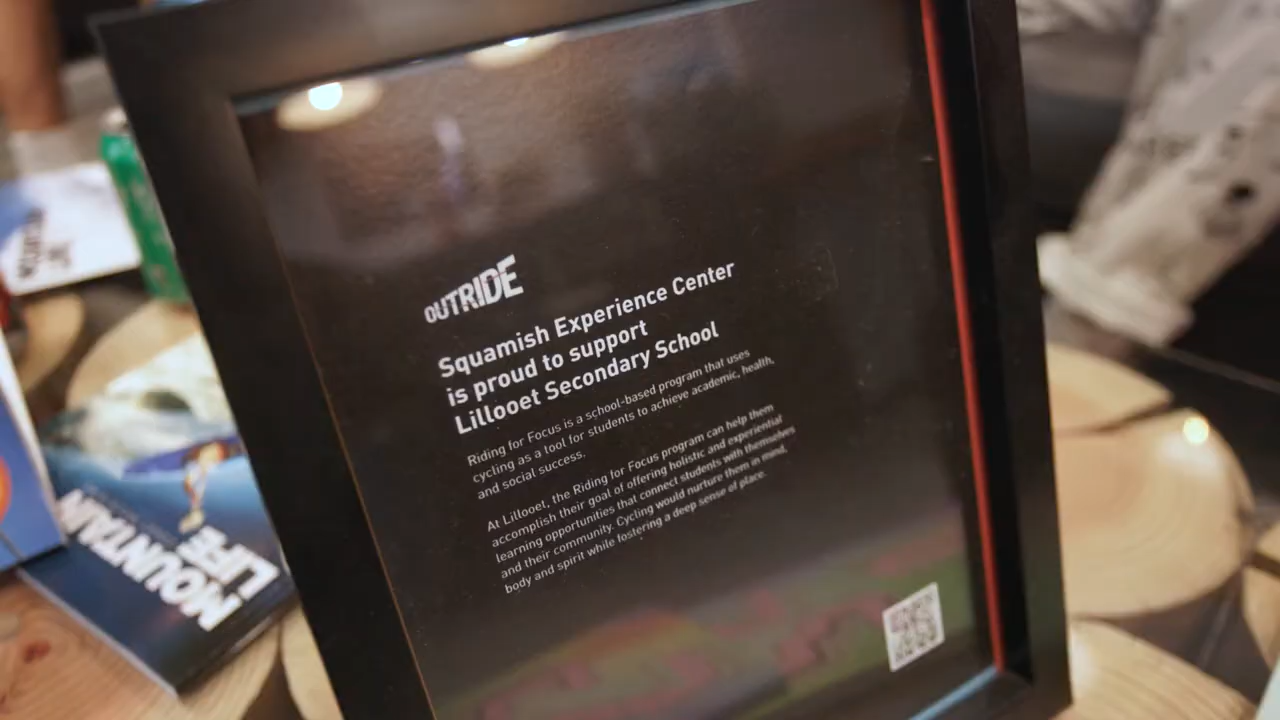 OUTRIDE
Squamish Experience Center
is proud to support
Lillooet Secondary School
Riding for Focus is a school-based program that uses
cycling as a tool for students to achieve academic, health,
and social success.
At Lillooet, the Riding for Focus program can help them
accomplish their goal of offering holistic and experiential
learning opportunities that connect students with themselves
and their community. Cycling would nurture them in mind,
body and spirit while fostering a deep sense of place.
MOUNTAIN
LIFE